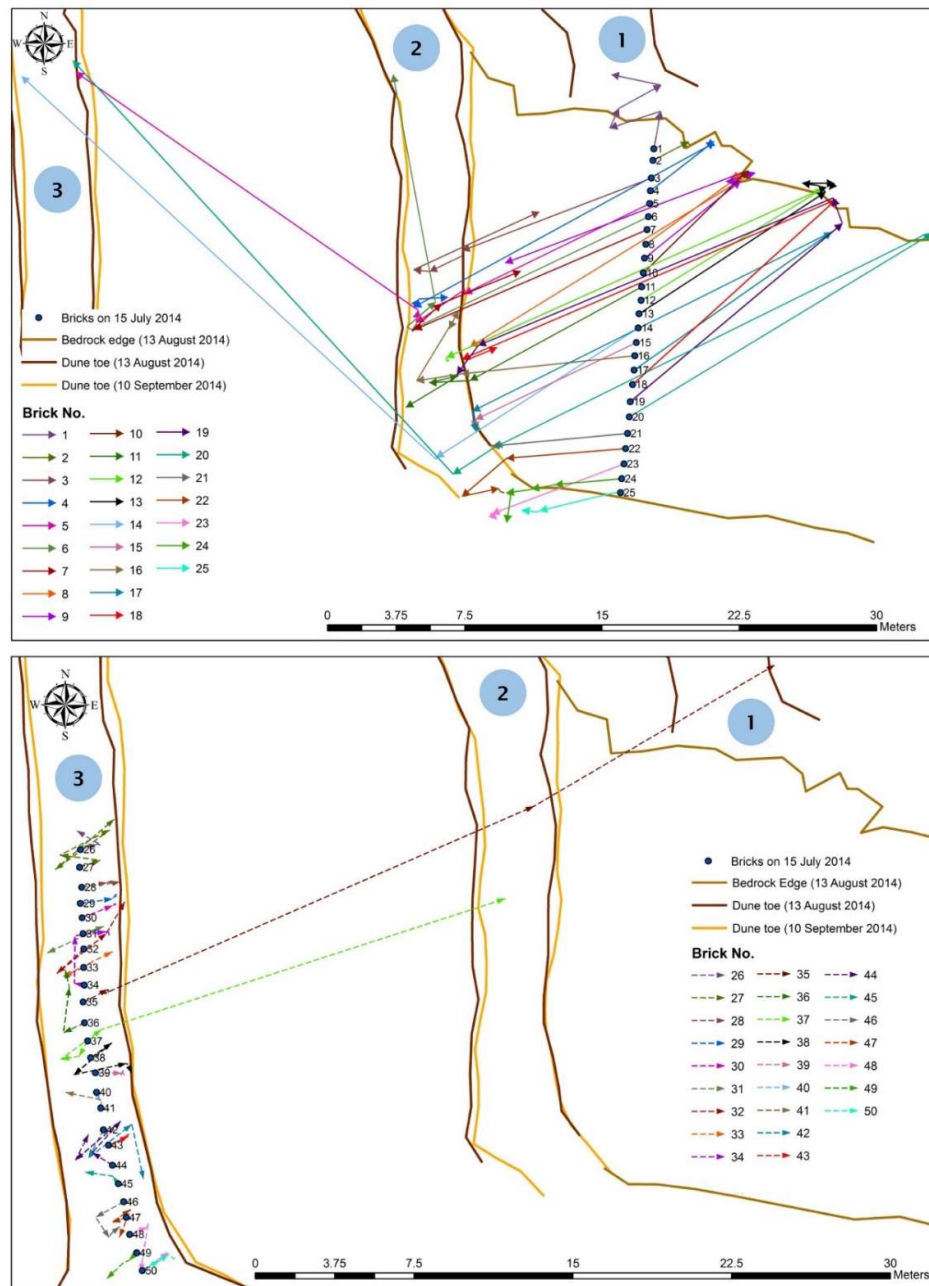 1
2
3
N
W E
S
1
2
3
4
5
6
7
8
9
10
11
12
13
14
15
16
17
18
19
20
21
22
23
24
25
Bricks on 15 July 2014
Bedrock edge (13 August 2014)
Dune toe (13 August 2014)
Dune toe (10 September 2014)
Brick No.
1 10 19
2 11 20
3 12 21
4 13 22
5 14 23
6 15 24
7 16 25
8 17
9 18
0 3.75 7.5 15 22.5 30
Meters
N
W E
S
2
1
3
26
27
28
29
30
31
32
33
34
35
36
37
38
39
40
41
42
43
44
45
46
47
48
49
50
Bricks on 15 July 2014
Bedrock Edge (13 August 2014)
Dune toe (13 August 2014)
Dune toe (10 September 2014)
Brick No.
26 35 44
27 36 45
28 37 46
29 38 47
30 39 48
31 40 49
32 41 50
33 42
34 43
0 3.75 7.5 15 22.5 30
Meters